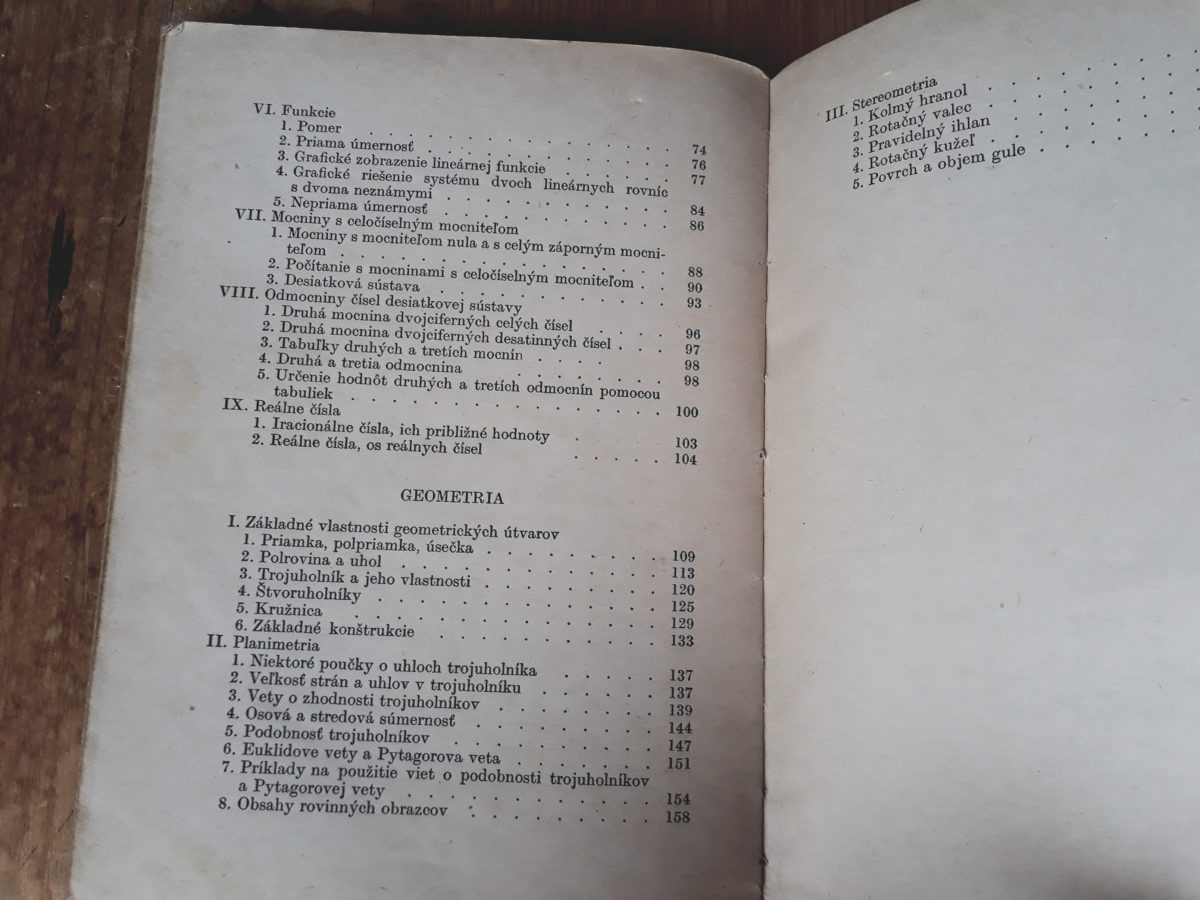 VI. Funkcie
1. Pomer . . . . . . . . . . . . . . . 74
2. Priama úmernosť . . . . . . . . . . . . 76
3. Grafické zobrazenie lineárnej funkcie . . . . . . 77
4. Grafické riešenie systému dvoch lineárnych rovníc
s dvoma neznámymi . . . . . . . . . . . 84
5. Nepriama úmernosť . . . . . . . . . . . 86
VII. Mocniny s celočíselným mocniteľom
1. Mocniny s mocniteľom nula a s celým záporným mocni-
teľom . . . . . . . . . . . . . . . 88
2. Počítanie s mocninami s celočíselným mocniteľom . . 90
3. Desiatková sústava . . . . . . . . . . . 93
VIII. Odmocniny čísel desiatkovej sústavy
1. Druhá mocnina dvojciferných celých čísel . . . . 96
2. Druhá mocnina dvojciferných desatinných čísel . . . 97
3. Tabuľky druhých a tretích mocnín . . . . 98
4. Druhá a tretia odmocnina . . . . . . . . 98
5. Určenie hodnôt druhých a tretích odmocnín pomocou
tabuliek . . . . . . . . . . . . . . . 100
IX. Reálne čísla
1. Iracionálne čísla, ich približné hodnoty . . . . . 103
2. Reálne čísla, os reálnych čísel . . . . . 104
GEOMETRIA
I. Základné vlastnosti geometrických útvarov
1. Priamka, polpriamka, úsečka . . . . . . . . . 109
2. Polrovina a uhol . . . . . . . . . . . . 113
3. Trojuholník a jeho vlastnosti . . . . . . . . . 120
4. Štvoruholníky . . . . . . . . . . . . . 125
5. Kružnica . . . . . . . . . . . . . . 129
6. Základné konštrukcie . . . . . . . . . . . 133
II. Planimetria
1. Niektoré poučky o uhloch trojuholníka . . . . . 137
2. Veľkosť strán a uhlov v trojuholníku . . . . . . 137
3. Vety o zhodnosti trojuholníkov . . . . . . . . 139
4. Osová a stredová súmernosť . . . . . . . . 144
5. Podobnosť trojuholníkov . . . . . . . . . 147
6. Euklidove vety a Pytagorova veta . . . . . . . 151
7. Príklady na použitie viet o podobnosti trojuholníkov
a Pytagorovej vety . . . . . . . . . . . 154
8. Obsahy rovinných obrazcov . . . . . . . . . 158
III. Stereometria
1. Kolmý hranol . . . . . . . . .
2. Rotačný valec . . . . . . . . .
3. Pravidelný ihlan . . . . . . . .
4. Rotačný kužeľ . . . . . . . .
5. Povrch a objem gule . . . . . .